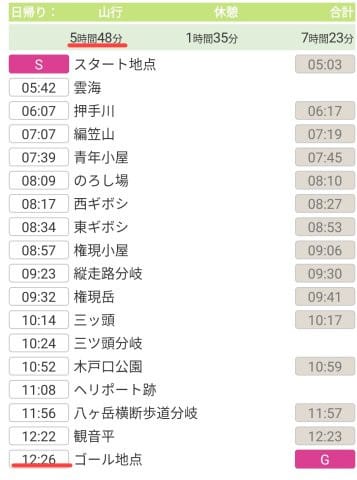 日帰り： 山行 休憩 合計
5時間48分 1時間35分 7時間23分
S スタート地点 05:03
05:42 雲海
06:07 押手川 06:17
07:07 編笠山 07:19
07:39 青年小屋 07:45
08:09 のろし場 08:10
08:17 西ギボシ 08:27
08:34 東ギボシ 08:53
08:57 権現小屋 09:06
09:23 縦走路分岐 09:30
09:32 権現岳 09:41
10:14 三ッ頭 10:17
10:24 三ツ頭分岐
10:52 木戸口公園 10:59
11:08 ヘリポート跡
11:56 八ヶ岳横断歩道分岐 11:57
12:22 観音平 12:23
12:26 ゴール地点 G